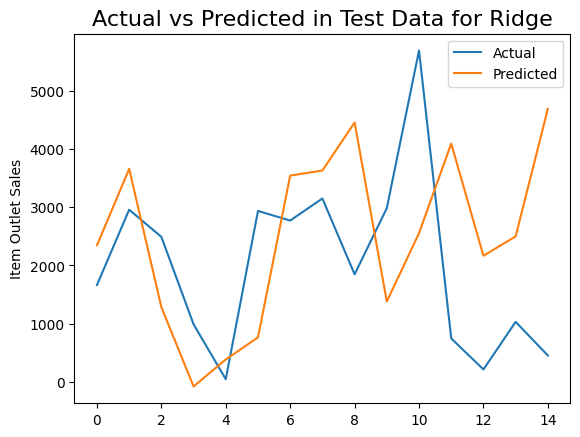 Actual vs Predicted in Test Data for Ridge
Actual
Predicted
Item Outlet Sales
5000
4000
3000
2000
1000
0
0 2 4 6 8 10 12 14